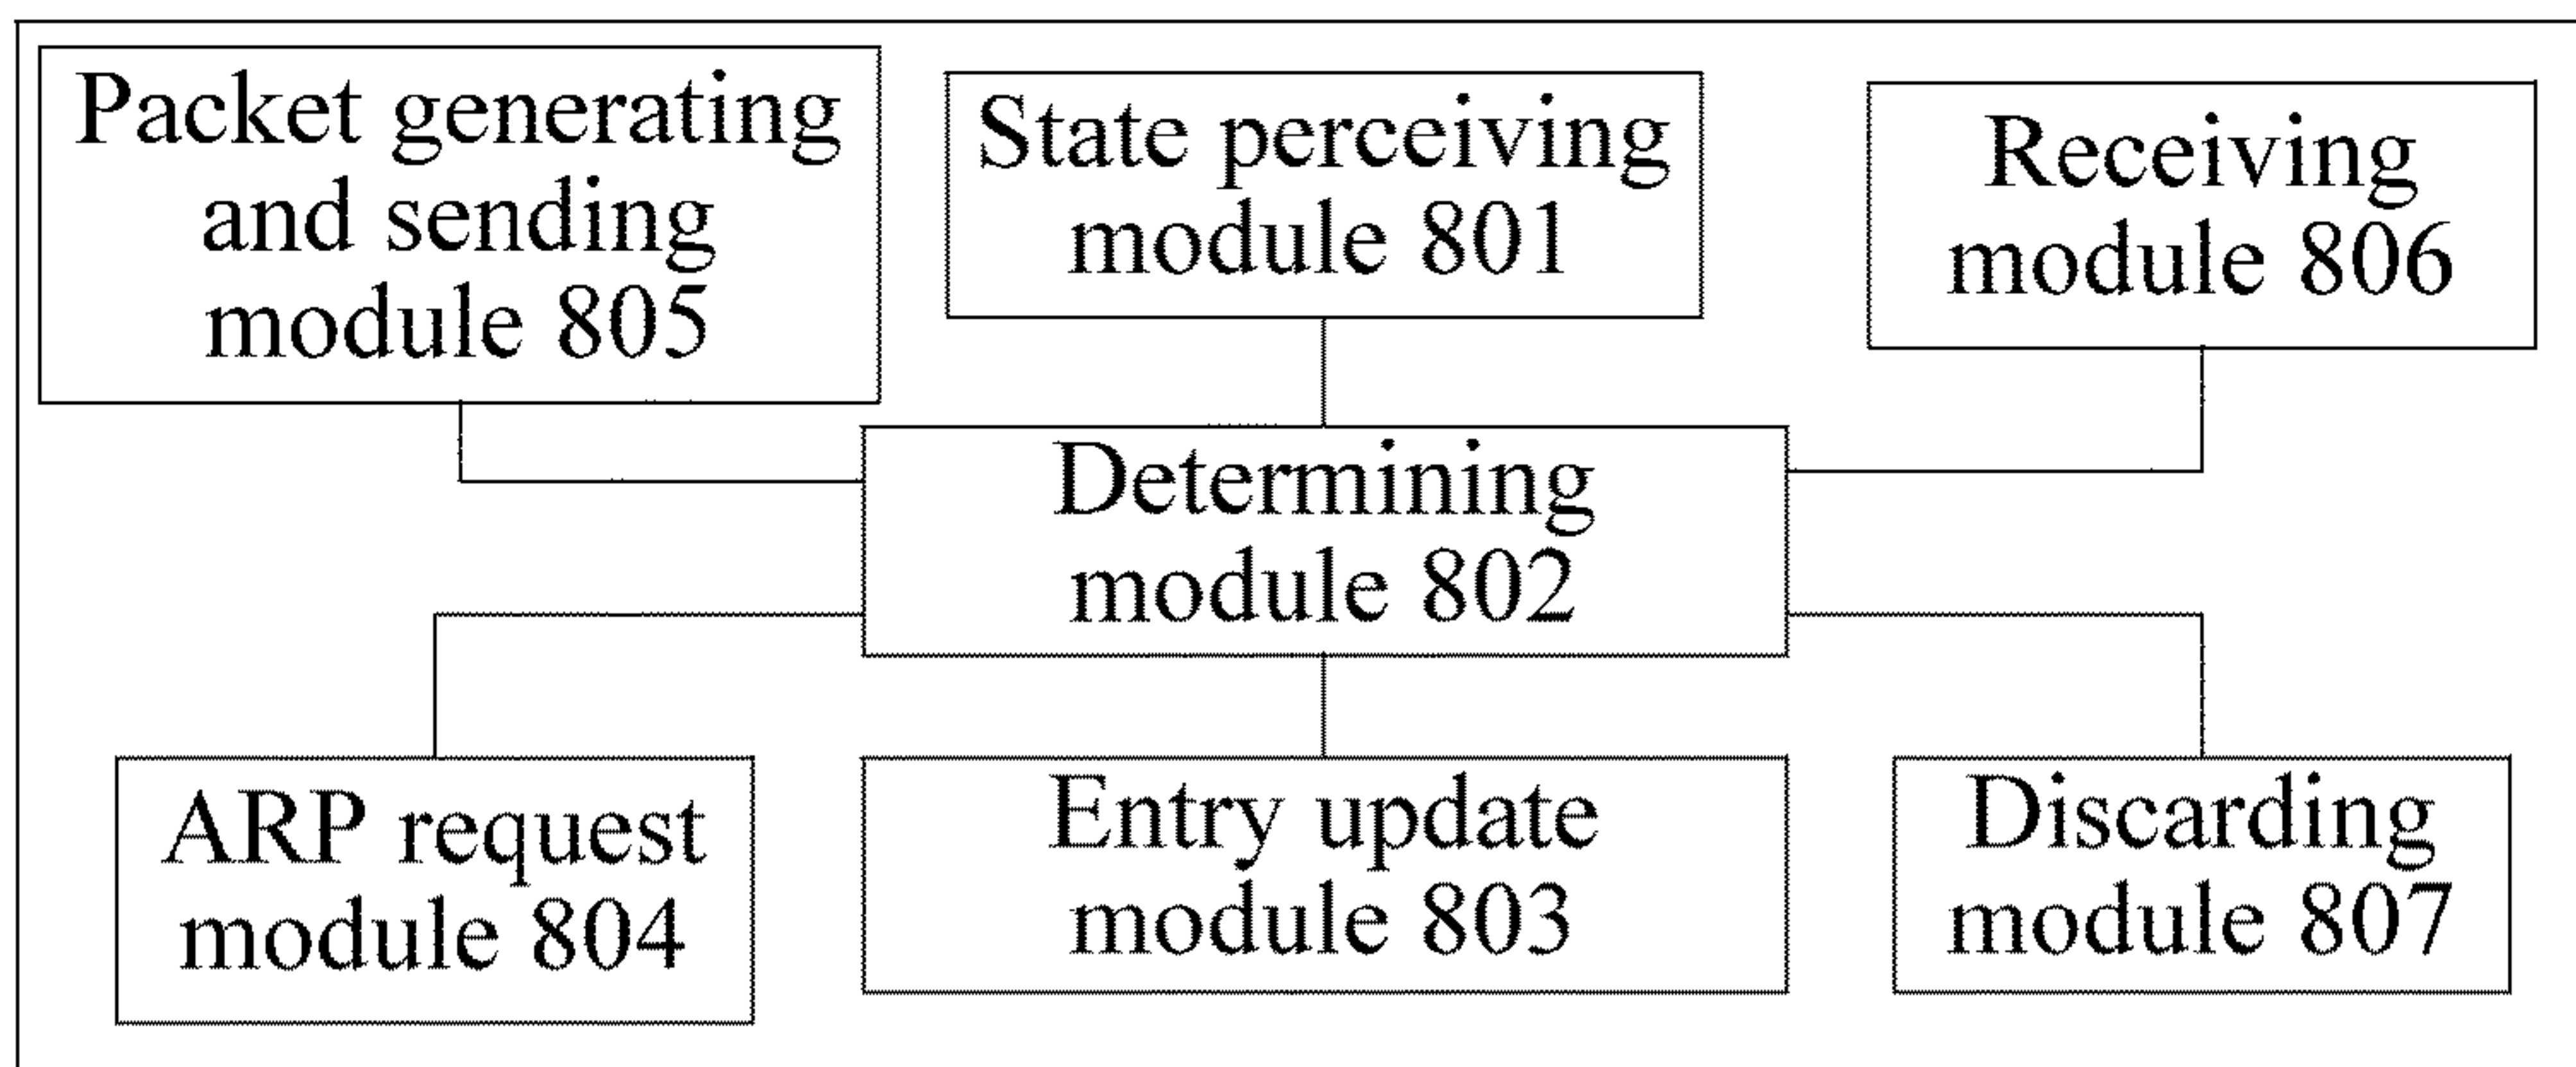 Packet generating
and sending
module 805
State perceiving
module 801
Receiving
module 806
Determining
module 802
ARP request
module 804
Entry update
module 803
Discarding
module 807